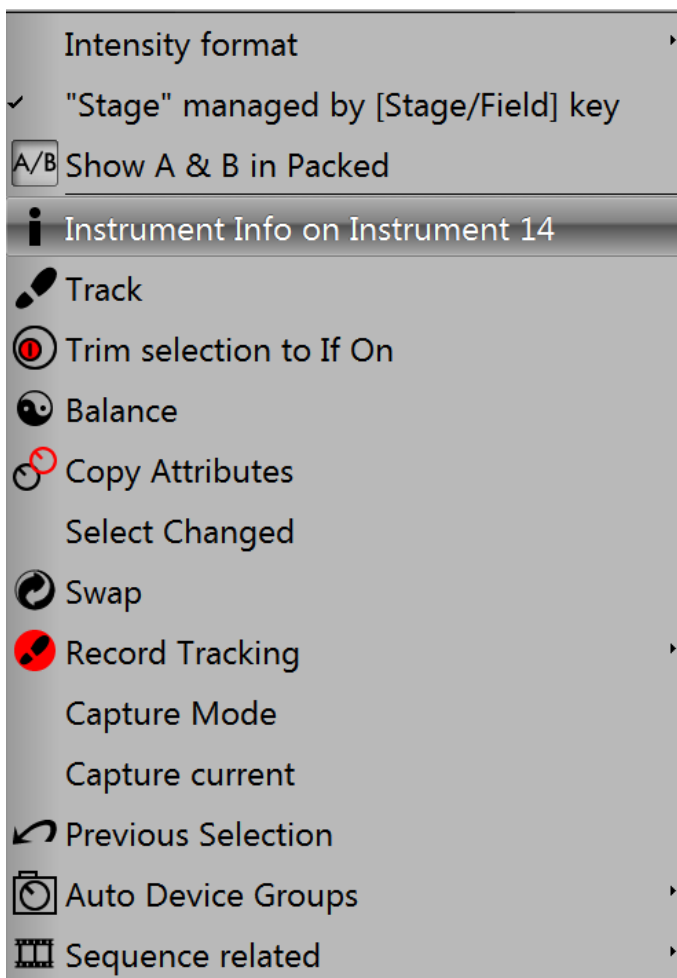 Intensity format
"Stage" managed by [Stage/Field] key
A/B Show A & B in Packed
Instrument Info on Instrument 14
Track
Trim selection to If On
Balance
Copy Attributes
Select Changed
Swap
Record Tracking
Capture Mode
Capture current
Previous Selection
Auto Device Groups
Sequence related